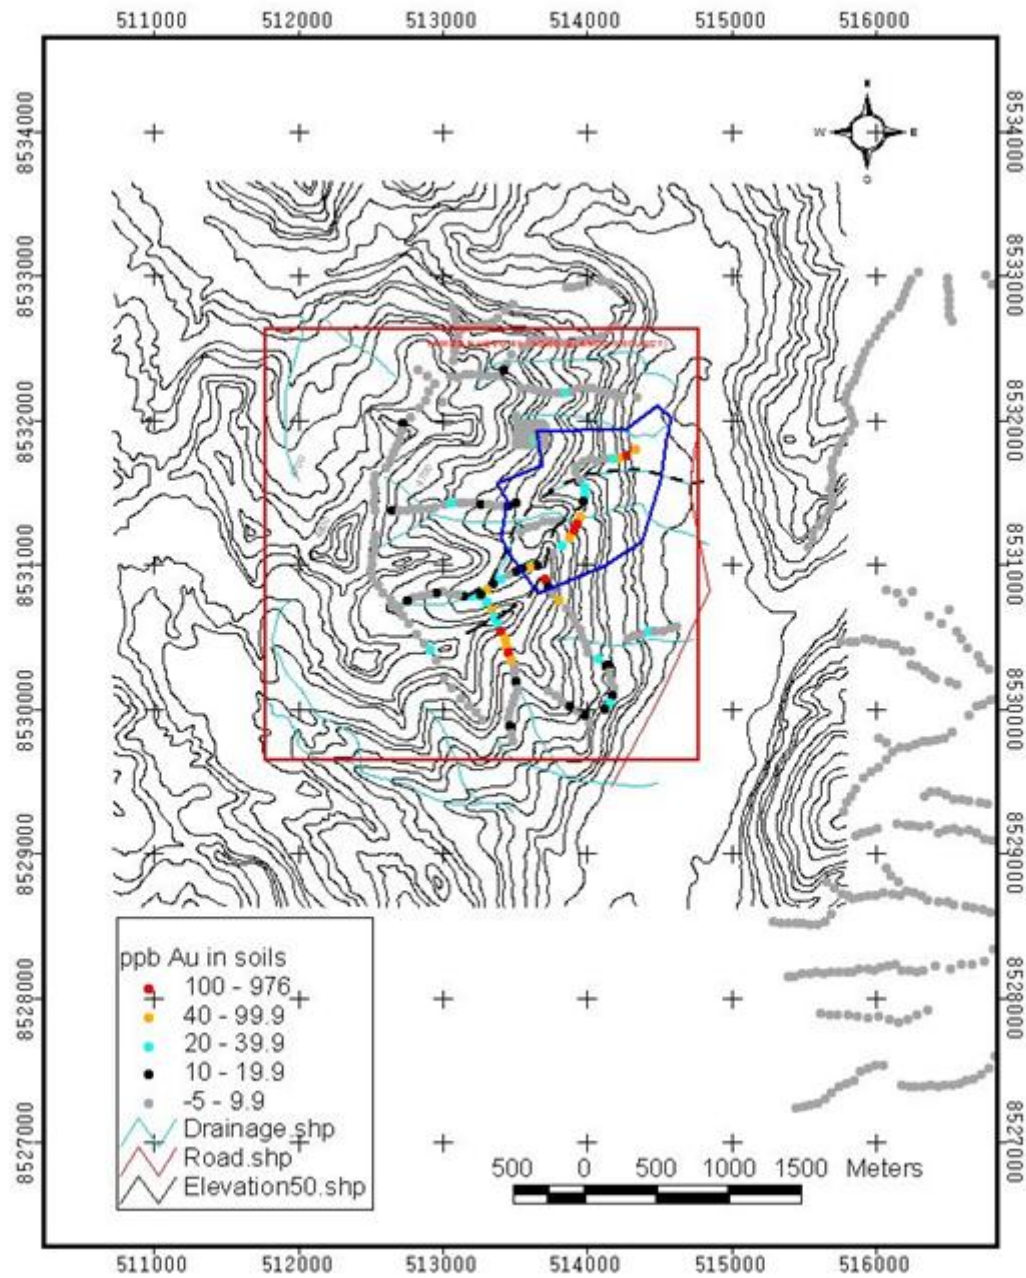 511000 512000 513000 514000 515000 516000
8534000 8534000
W E
8533000 8533000
8532000 8532000
8531000 8531000
8530000 8530000
8529000 8529000
8528000 8528000
8527000 8527000
ppb Au in soils
100 - 976
40 - 99.9
20 - 39.9
10 - 19.9
-5 - 9.9
Drainage.shp
Road.shp
Elevation50.shp
500 0 500 1000 1500 Meters
511000 512000 513000 514000 515000 516000